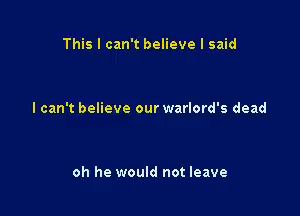 This I can't believe I said
I can't believe our warlord's dead
oh he would not leave